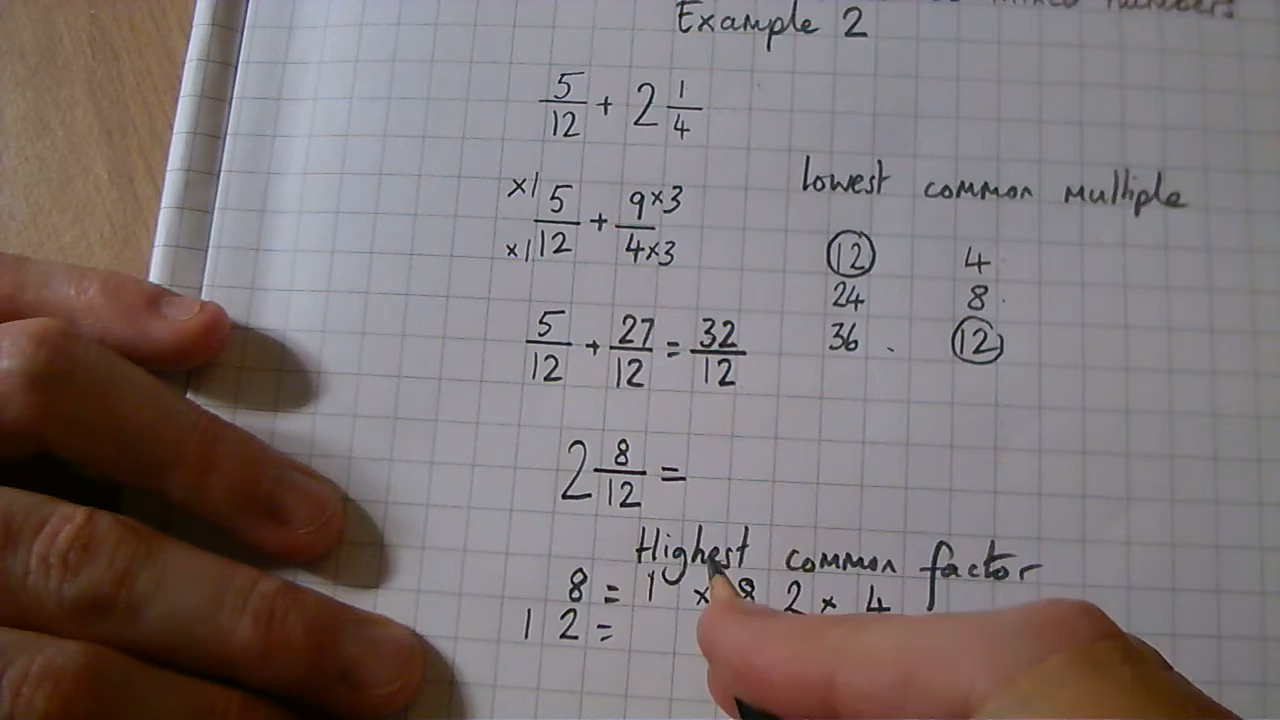 mixed numbers
Example 2
5/12 + 2 1/4
×1 5 9×3
+
×1 12 4×3
5/12 + 27/12 = 32/12
lowest common multiple
12 4
24 8
36 . 12
2 8/12 =
Highest common factor
8 = 1 × 8 2 × 4
12 =